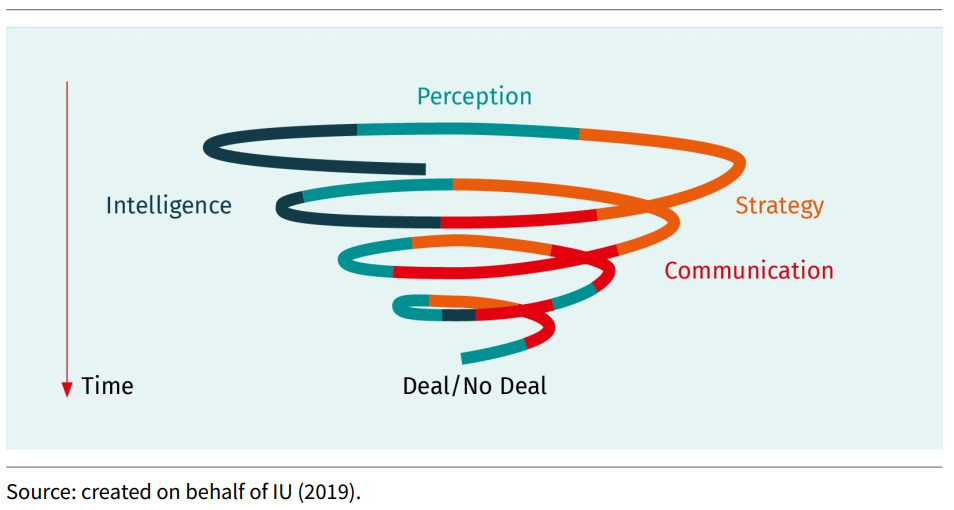 Perception
Intelligence
Strategy
Communication
Time
Deal/No Deal
Source: created on behalf of IU (2019).